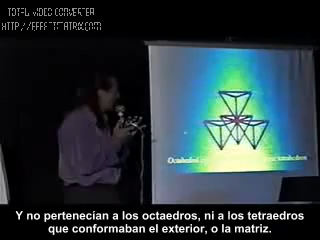 TOTAL VIDEO CONVERTER
HTTP://EFFECTMATRIX.COM
Y no pertenecían a los octaedros, ni a los tetraedros
que conformaban el exterior, o la matriz.